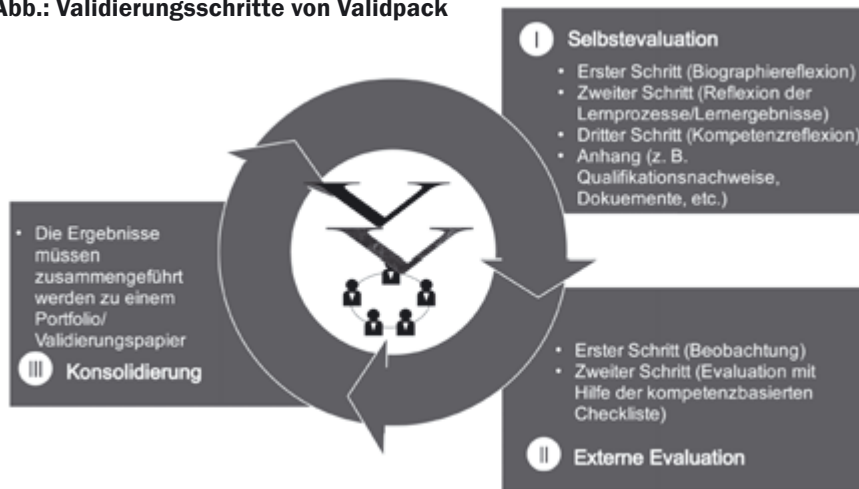 Abb.: Validierungsschritte von Validpack
I Selbstevaluation
• Erster Schritt (Biographiereflexion)
• Zweiter Schritt (Reflexion der
Lernprozesse/Lernergebnisse)
• Dritter Schritt (Kompetenzreflexion)
• Anhang (z. B.
Qualifikationsnachweise,
Dokuemente, etc.)
• Die Ergebnisse
müssen
zusammengeführt
werden zu einem
Portfolio/
Validierungspapier
III Konsolidierung
• Erster Schritt (Beobachtung)
• Zweiter Schritt (Evaluation mit
Hilfe der kompetenzbasierten
Checkliste)
II Externe Evaluation